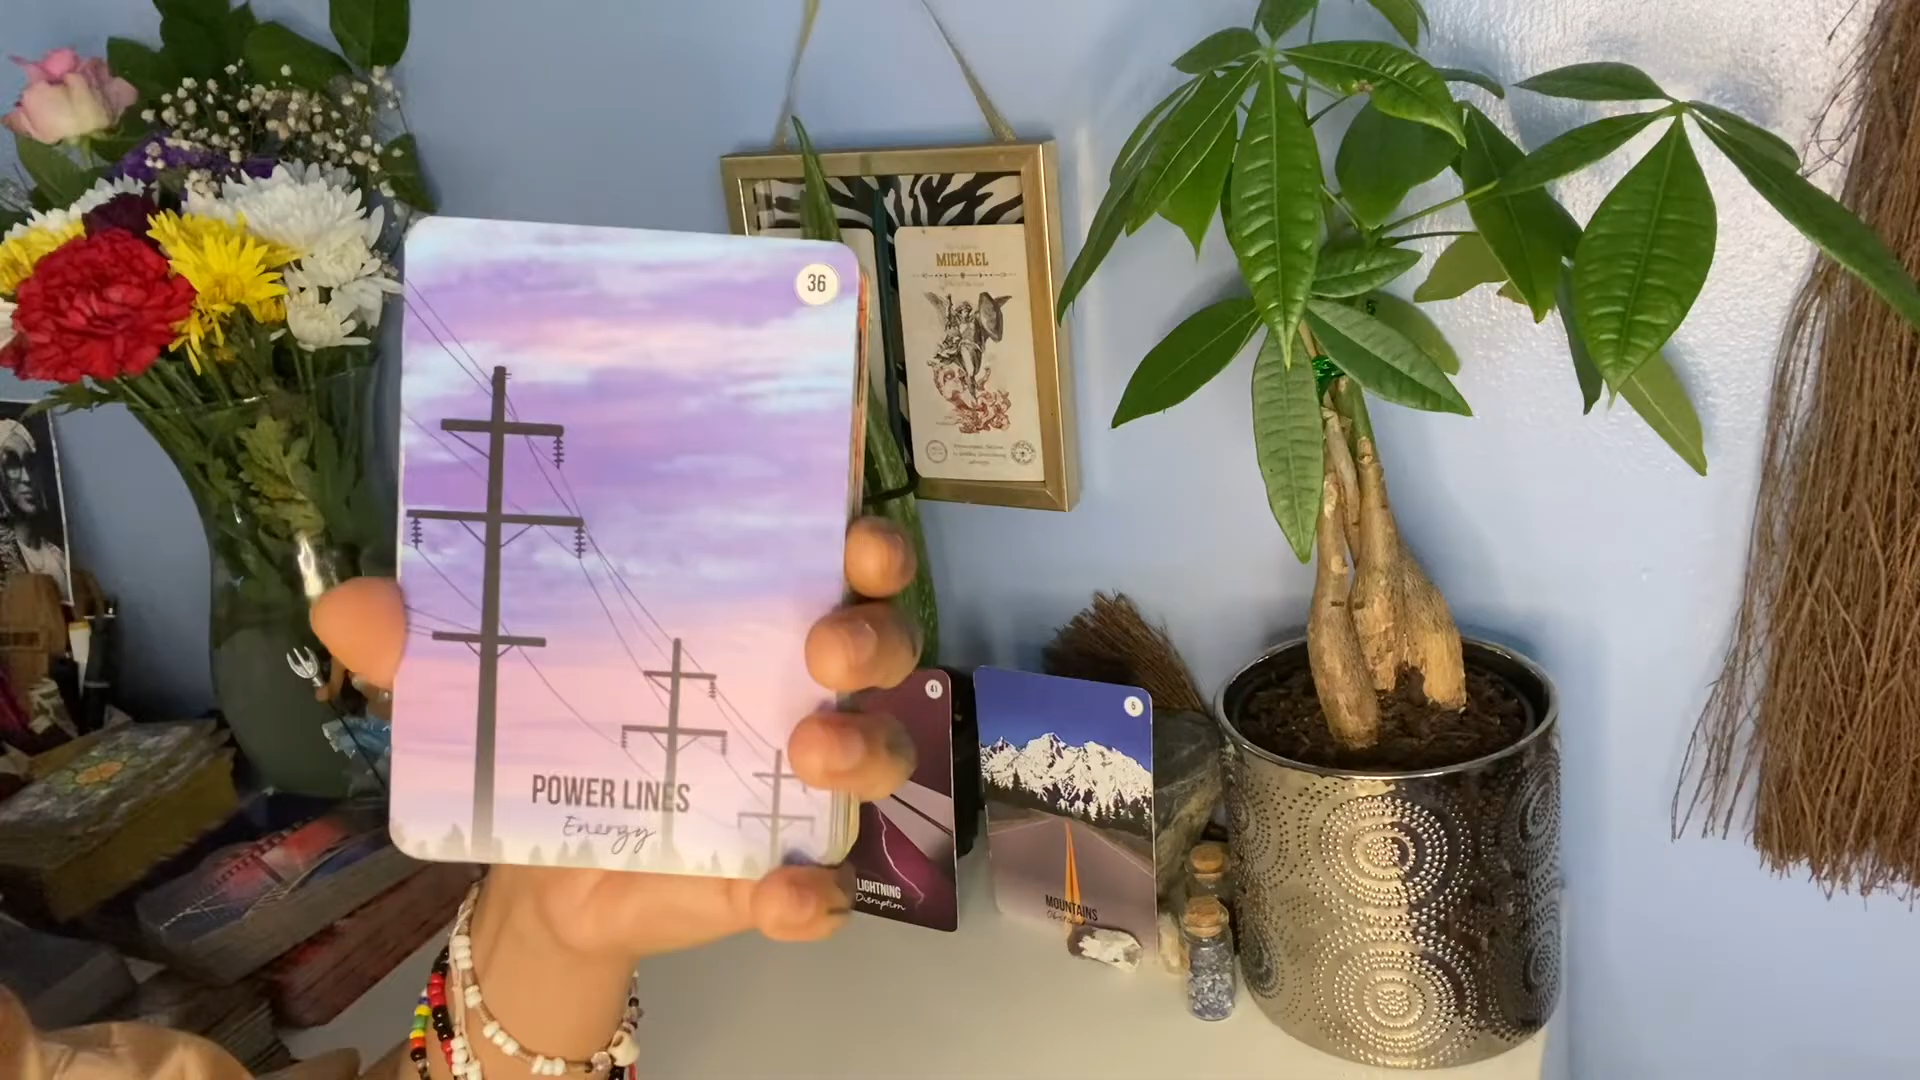 36
POWER LINES
Energy
MICHAEL
41
LIGHTNING
Disruption
5
MOUNTAINS